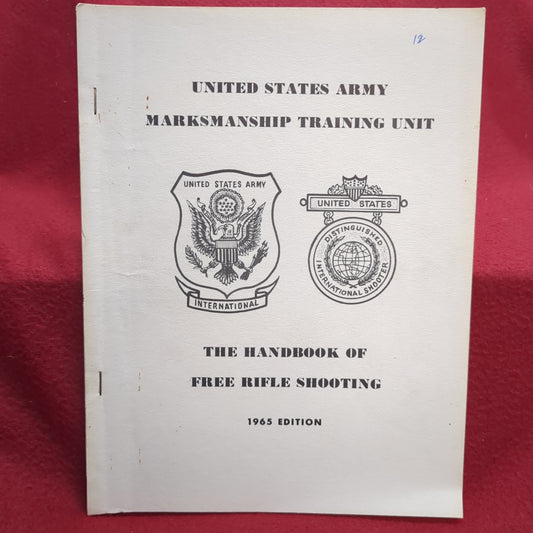 12
UNITED STATES ARMY
MARKSMANSHIP TRAINING UNIT
UNITED STATES ARMY
INTERNATIONAL
UNITED STATES
DISTINGUISHED
INTERNATIONAL SHOOTER
THE HANDBOOK OF
FREE RIFLE SHOOTING
1965 EDITION